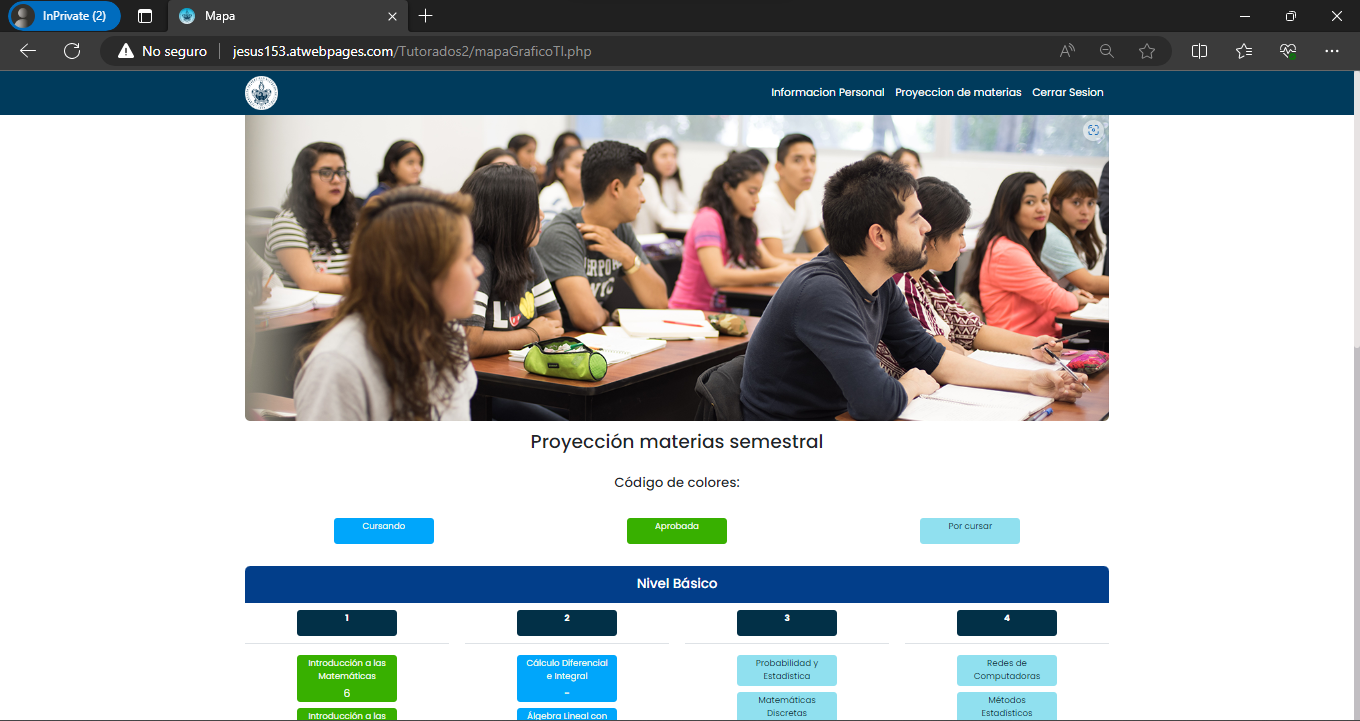 InPrivate (2)
Mapa
No seguro
jesus153.atwebpages.com/Tutorados2/mapaGraficoTI.php
Informacion Personal
Proyeccion de materias
Cerrar Sesion
Proyección materias semestral
Código de colores:
Cursando
Aprobada
Por cursar
Nivel Básico
1
2
3
4
Introducción a las
Matemáticas
6
Cálculo Diferencial
e Integral
-
Probabilidad y
Estadistica
Redes de
Computadoras
Introducción a las
Álgebra Lineal con
Matemáticas
Discretas
Métodos
Estadisticos